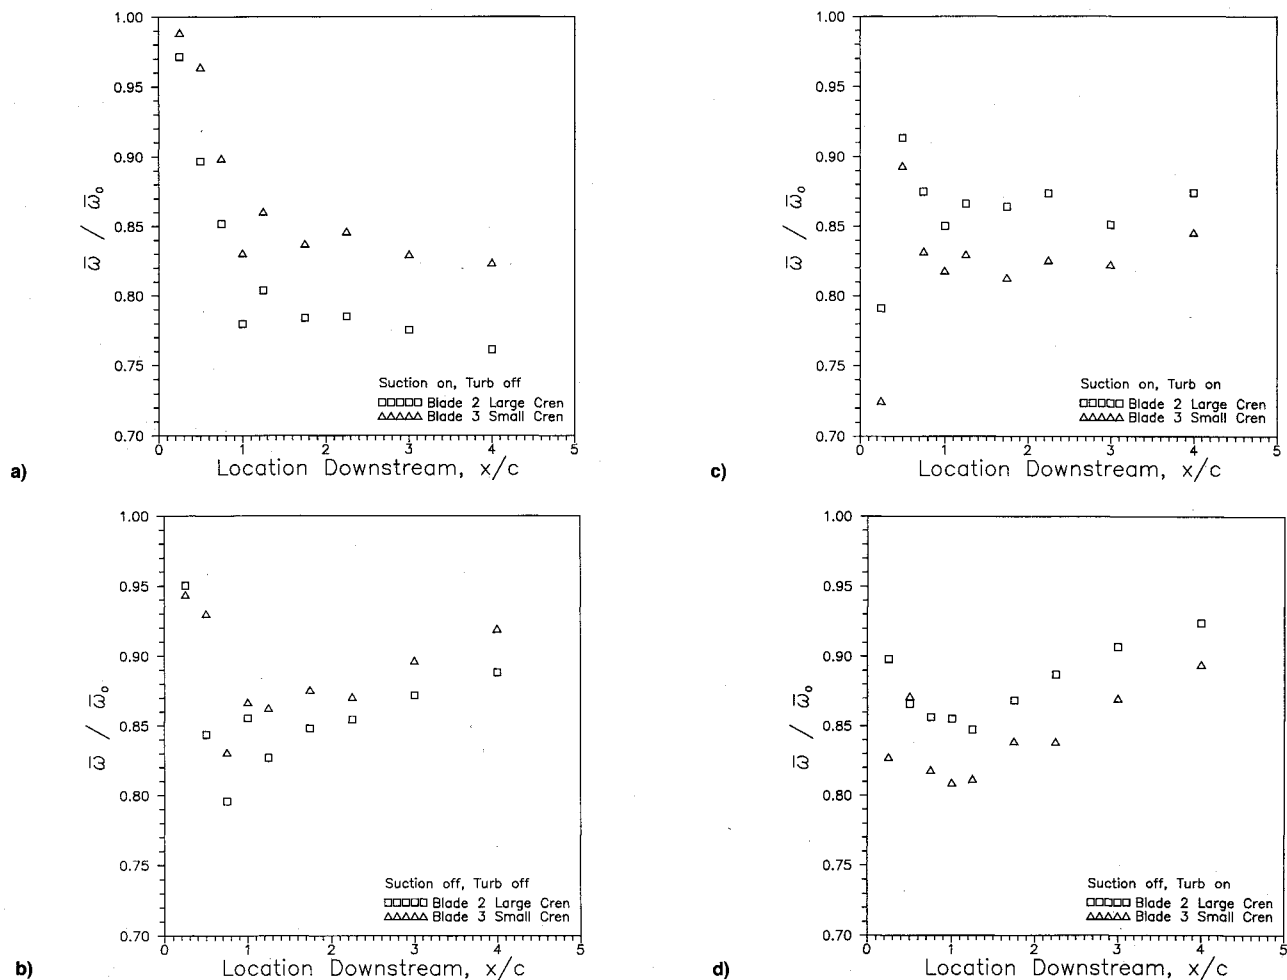 1.00
0.95
0.90
0.85
0.80
0.75
0.70
ω̅ / ω̅₀
Suction on, Turb off
□□□□□ Blade 2 Large Cren
△△△△△ Blade 3 Small Cren
0 1 2 3 4 5
Location Downstream, x/c
a)
1.00
0.95
0.90
0.85
0.80
0.75
0.70
ω̅ / ω̅₀
Suction on, Turb on
□□□□□ Blade 2 Large Cren
△△△△△ Blade 3 Small Cren
0 1 2 3 4 5
Location Downstream, x/c
c)
1.00
0.95
0.90
0.85
0.80
0.75
0.70
ω̅ / ω̅₀
Suction off, Turb off
□□□□□ Blade 2 Large Cren
△△△△△ Blade 3 Small Cren
0 1 2 3 4 5
Location Downstream, x/c
b)
1.00
0.95
0.90
0.85
0.80
0.75
0.70
ω̅ / ω̅₀
Suction off, Turb on
□□□□□ Blade 2 Large Cren
△△△△△ Blade 3 Small Cren
0 1 2 3 4 5
Location Downstream, x/c
d)